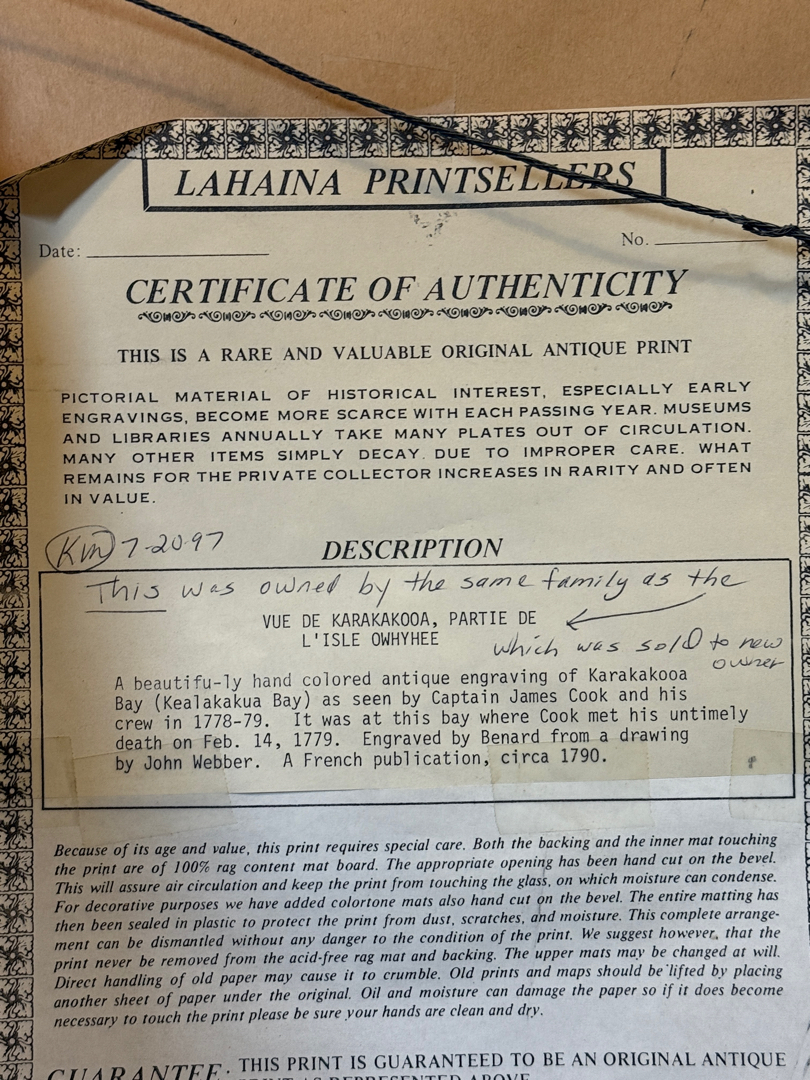 LAHAINA PRINTSELLERS
Date:
No.
CERTIFICATE OF AUTHENTICITY
THIS IS A RARE AND VALUABLE ORIGINAL ANTIQUE PRINT
PICTORIAL MATERIAL OF HISTORICAL INTEREST, ESPECIALLY EARLY
ENGRAVINGS, BECOME MORE SCARCE WITH EACH PASSING YEAR. MUSEUMS
AND LIBRARIES ANNUALLY TAKE MANY PLATES OUT OF CIRCULATION.
MANY OTHER ITEMS SIMPLY DECAY DUE TO IMPROPER CARE. WHAT
REMAINS FOR THE PRIVATE COLLECTOR INCREASES IN RARITY AND OFTEN
IN VALUE.
Km 7-20-97
DESCRIPTION
This was owned by the same family as the
VUE DE KARAKAKOOA, PARTIE DE
L'ISLE OWHYHEE
which was sold to new
owner
A beautifu-ly hand colored antique engraving of Karakakooa
Bay (Kealakakua Bay) as seen by Captain James Cook and his
crew in 1778-79. It was at this bay where Cook met his untimely
death on Feb. 14, 1779. Engraved by Benard from a drawing
by John Webber. A French publication, circa 1790.
Because of its age and value, this print requires special care. Both the backing and the inner mat touching
the print are of 100% rag content mat board. The appropriate opening has been hand cut on the bevel.
This will assure air circulation and keep the print from touching the glass, on which moisture can condense.
For decorative purposes we have added colortone mats also hand cut on the bevel. The entire matting has
then been sealed in plastic to protect the print from dust, scratches, and moisture. This complete arrange-
ment can be dismantled without any danger to the condition of the print. We suggest however, that the
print never be removed from the acid-free rag mat and backing. The upper mats may be changed at will.
Direct handling of old paper may cause it to crumble. Old prints and maps should be lifted by placing
another sheet of paper under the original. Oil and moisture can damage the paper so if it does become
necessary to touch the print please be sure your hands are clean and dry.
GUARANTEE: THIS PRINT IS GUARANTEED TO BE AN ORIGINAL ANTIQUE
PRINT AS REPRESENTED ABOVE